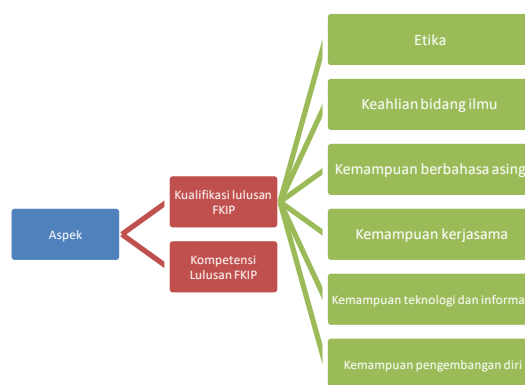 Aspek
Kualifikasi lulusan
FKIP
Kompetensi
Lulusan FKIP
Etika
Keahlian bidang ilmu
Kemampuan berbahasa asing
Kemampuan kerjasama
Kemampuan teknologi dan informa
Kemampuan pengembangan diri